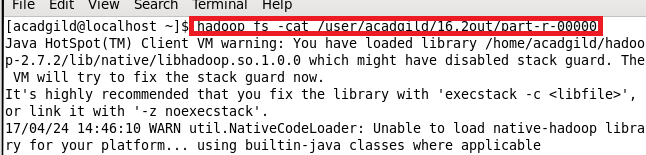 File Edit View Search Terminal Help
[acadgild@localhost ~]$ hadoop fs -cat /user/acadgild/16.2out/part-r-00000
Java HotSpot(TM) Client VM warning: You have loaded library /home/acadgild/hadoo
p-2.7.2/lib/native/libhadoop.so.1.0.0 which might have disabled stack guard. The
 VM will try to fix the stack guard now.
It's highly recommended that you fix the library with 'execstack -c <libfile>',
or link it with '-z noexecstack'.
17/04/24 14:46:10 WARN util.NativeCodeLoader: Unable to load native-hadoop libra
ry for your platform... using builtin-java classes where applicable